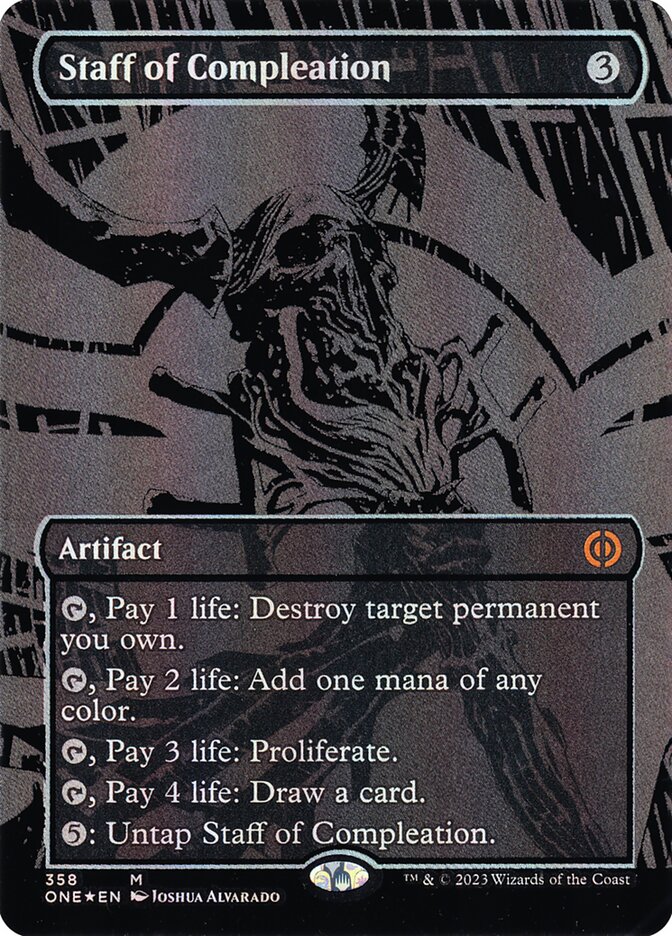 Staff of Compleation 3
Artifact
, Pay 1 life: Destroy target permanent
you own.
, Pay 2 life: Add one mana of any
color.
, Pay 3 life: Proliferate.
, Pay 4 life: Draw a card.
5: Untap Staff of Compleation.
358 M
ONE★EN Joshua Alvarado
™ & © 2023 Wizards of the Coast